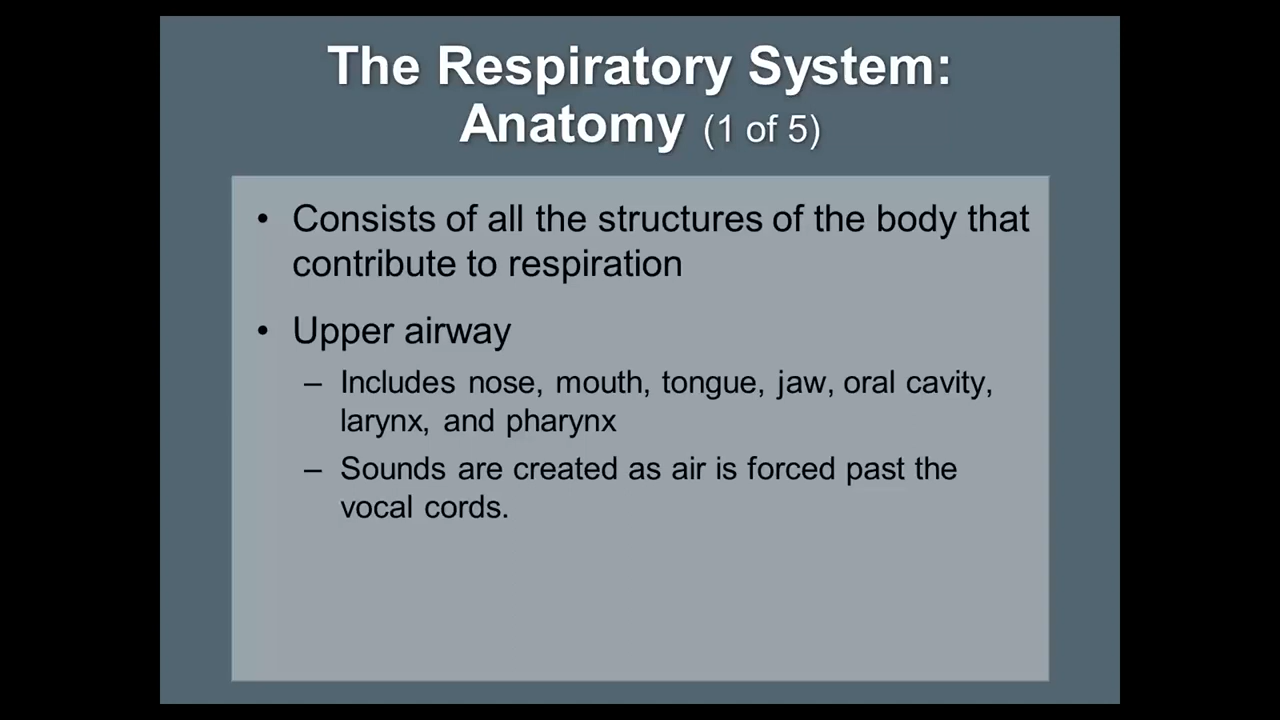 The Respiratory System:
Anatomy (1 of 5)
• Consists of all the structures of the body that
contribute to respiration
• Upper airway
– Includes nose, mouth, tongue, jaw, oral cavity,
larynx, and pharynx
– Sounds are created as air is forced past the
vocal cords.